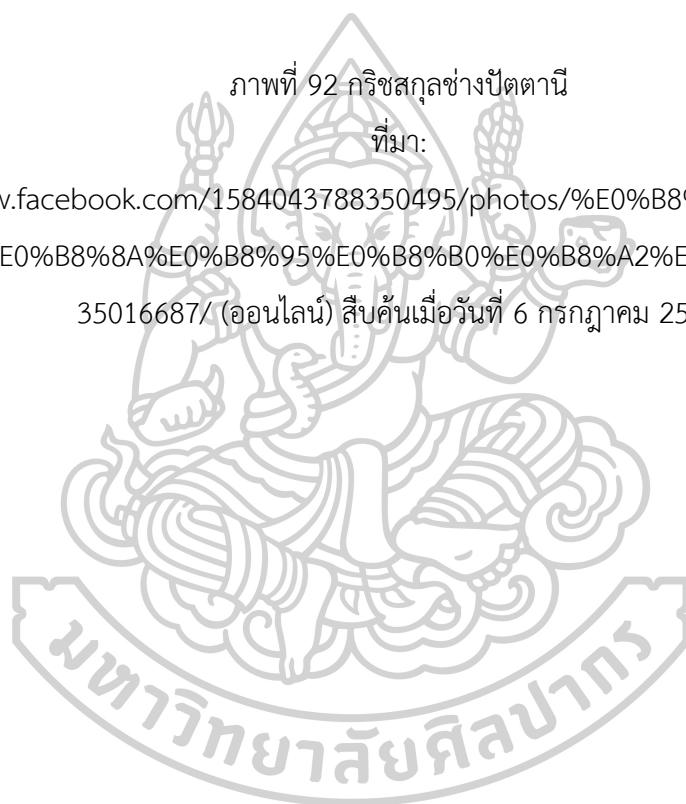 ภาพที่ 92 กริชสกุลช่างปัตตานี
ที่มา:
w.facebook.com/1584043788350495/photos/%E0%B8%
E0%B8%8A%E0%B8%95%E0%B8%B0%E0%B8%A2%E
35016687/ (ออนไลน์) สืบค้นเมื่อวันที่ 6 กรกฎาคม 25
มหาวิทยาลัยศิลปากร